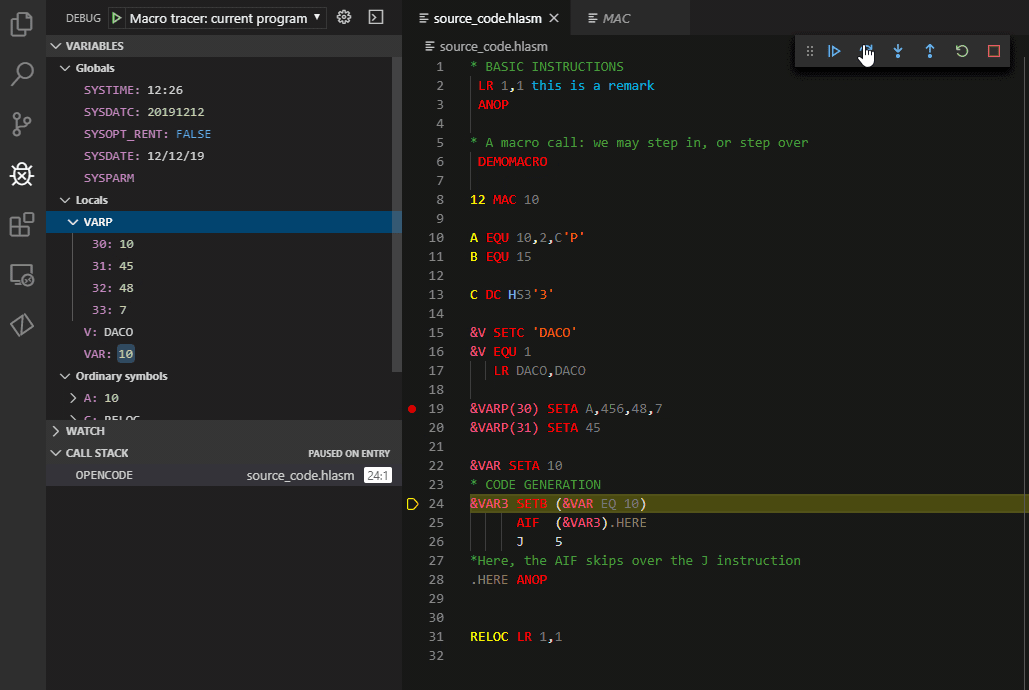 DEBUG Macro tracer: current program
VARIABLES
Globals
SYSTIME: 12:26
SYSDATC: 20191212
SYSOPT_RENT: FALSE
SYSDATE: 12/12/19
SYSPARM
Locals
VARP
30: 10
31: 45
32: 48
33: 7
V: DACO
VAR: 10
Ordinary symbols
A: 10
C: RELOC
WATCH
CALL STACK PAUSED ON ENTRY
OPENCODE source_code.hlasm 24:1
source_code.hlasm MAC
source_code.hlasm
1 * BASIC INSTRUCTIONS
2 LR 1,1 this is a remark
3 ANOP
4
5 * A macro call: we may step in, or step over
6 DEMOMACRO
7
8 12 MAC 10
9
10 A EQU 10,2,C'P'
11 B EQU 15
12
13 C DC HS3'3'
14
15 &V SETC 'DACO'
16 &V EQU 1
17 LR DACO,DACO
18
19 &VARP(30) SETA A,456,48,7
20 &VARP(31) SETA 45
21
22 &VAR SETA 10
23 * CODE GENERATION
24 &VAR3 SETB (&VAR EQ 10)
25 AIF (&VAR3).HERE
26 J 5
27 *Here, the AIF skips over the J instruction
28 .HERE ANOP
29
30
31 RELOC LR 1,1
32